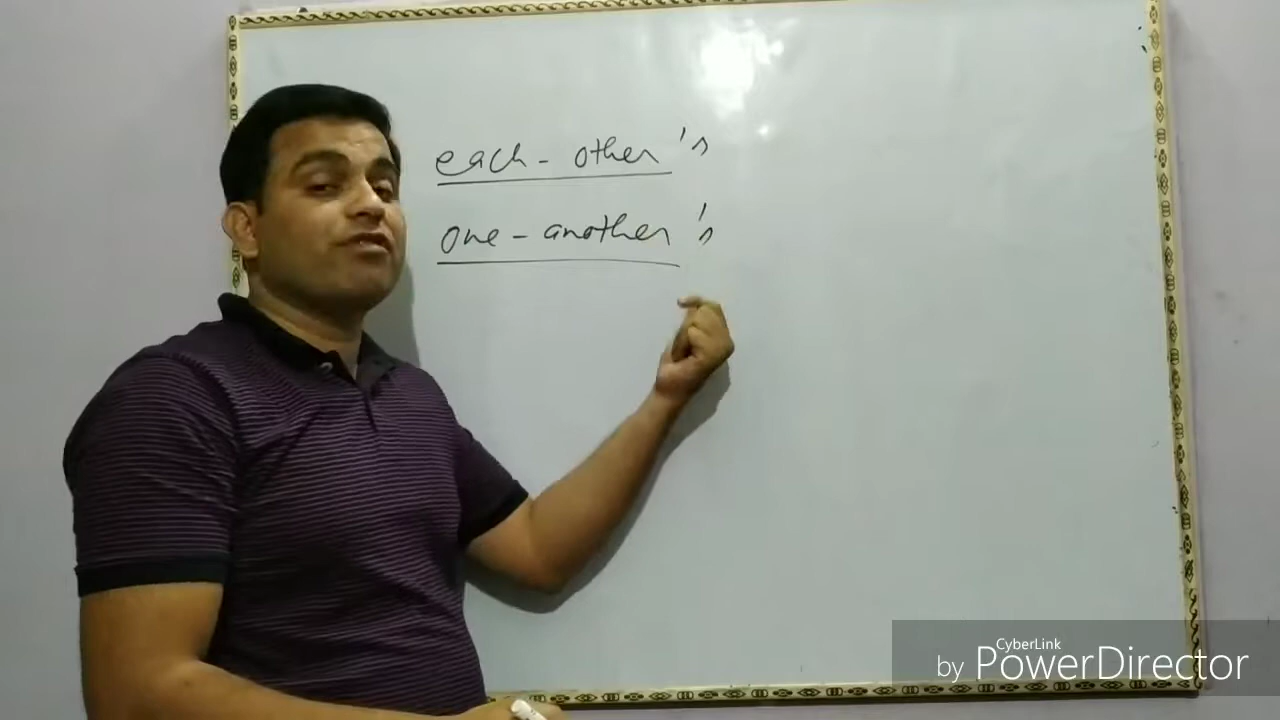 each - other's
one - another's
CyberLink
by PowerDirector